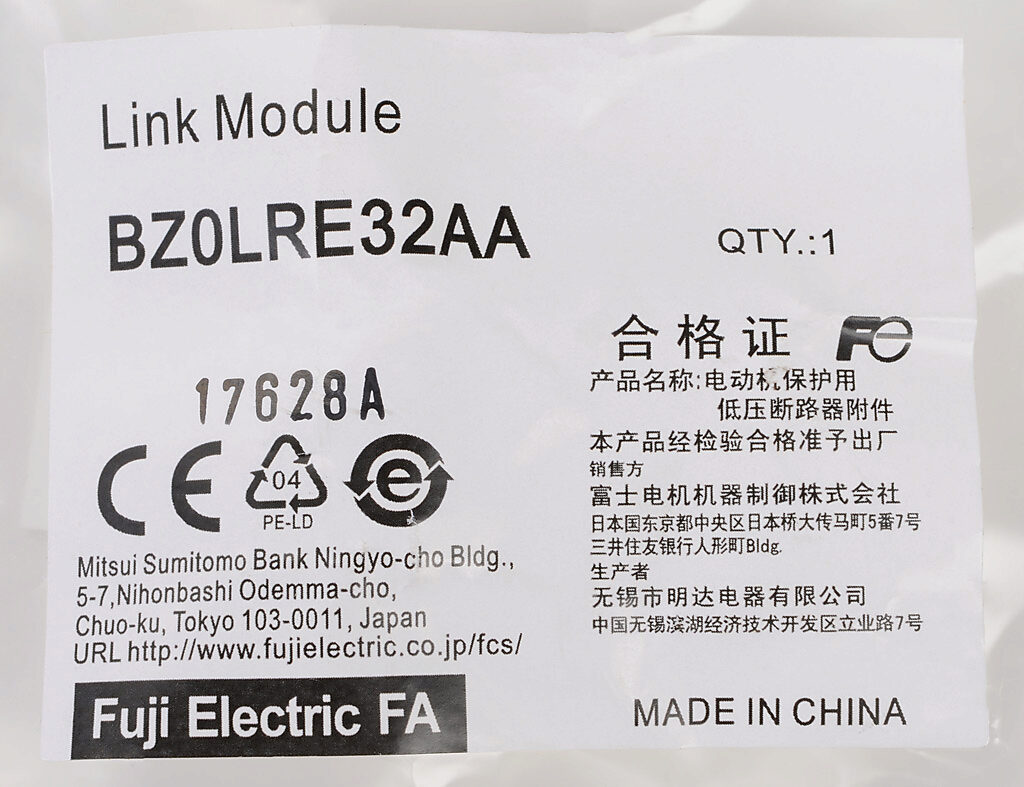 Link Module
BZ0LRE32AA
QTY.:1
17628A
CE
04
PE-LD
e
Mitsui Sumitomo Bank Ningyo-cho Bldg.,
5-7,Nihonbashi Odemma-cho,
Chuo-ku, Tokyo 103-0011, Japan
URL http://www.fujielectric.co.jp/fcs/
Fuji Electric FA
合格证 Fe
产品名称:电动机保护用
低压断路器附件
本产品经检验合格准予出厂
销售方
富士电机机器制御株式会社
日本国东京都中央区日本桥大传马町5番7号
三井住友银行人形町Bldg.
生产者
无锡市明达电器有限公司
中国无锡滨湖经济技术开发区立业路7号
MADE IN CHINA